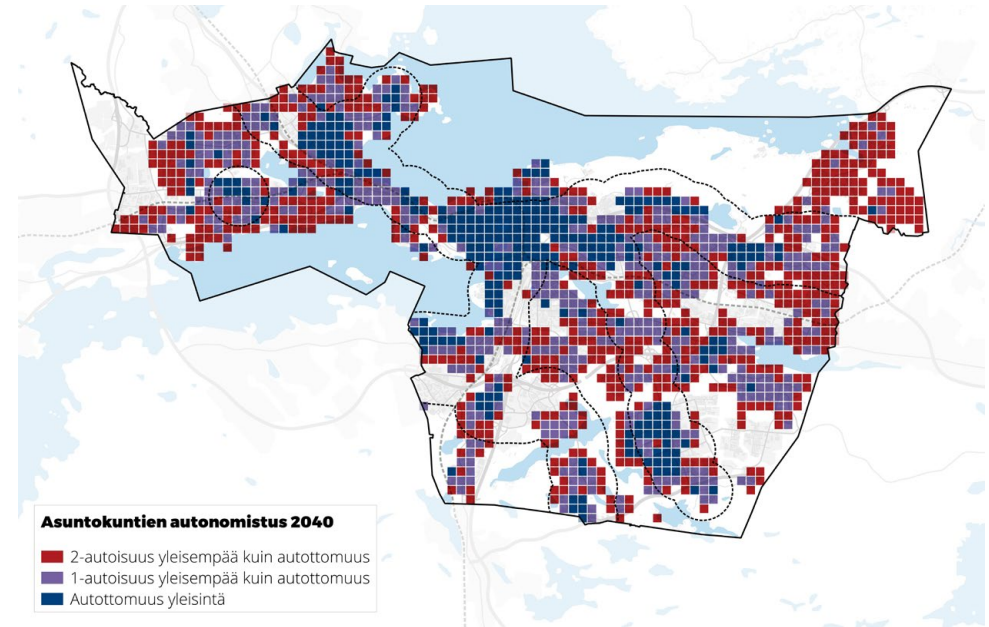 Asuntokuntien autonomistus 2040
2-autoisuus yleisempää kuin autottomuus
1-autoisuus yleisempää kuin autottomuus
Autottomuus yleisintä